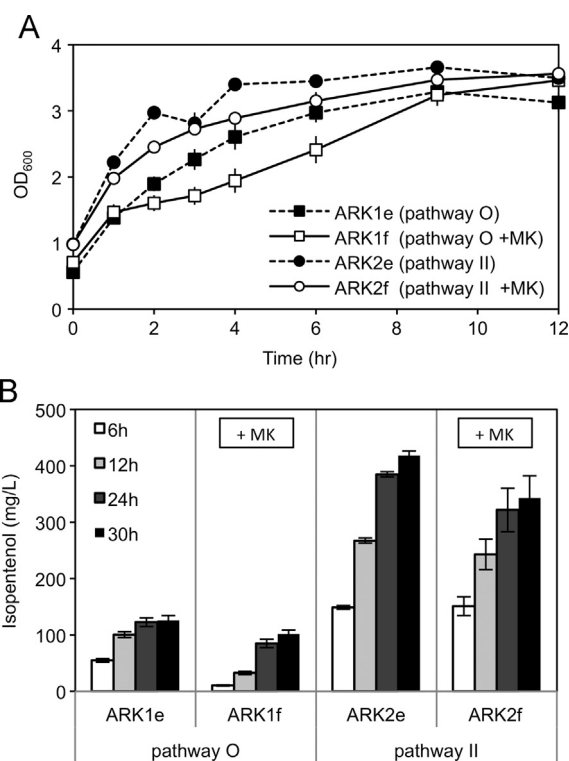 A
4
3
2
1
0
OD600
0
2
4
6
8
10
12
Time (hr)
ARK1e (pathway O)
ARK1f (pathway O +MK)
ARK2e (pathway II)
ARK2f (pathway II +MK)
B
500
400
300
200
100
0
Isopentenol (mg/L)
6h
12h
24h
30h
+ MK
+ MK
ARK1e
ARK1f
ARK2e
ARK2f
pathway O
pathway II